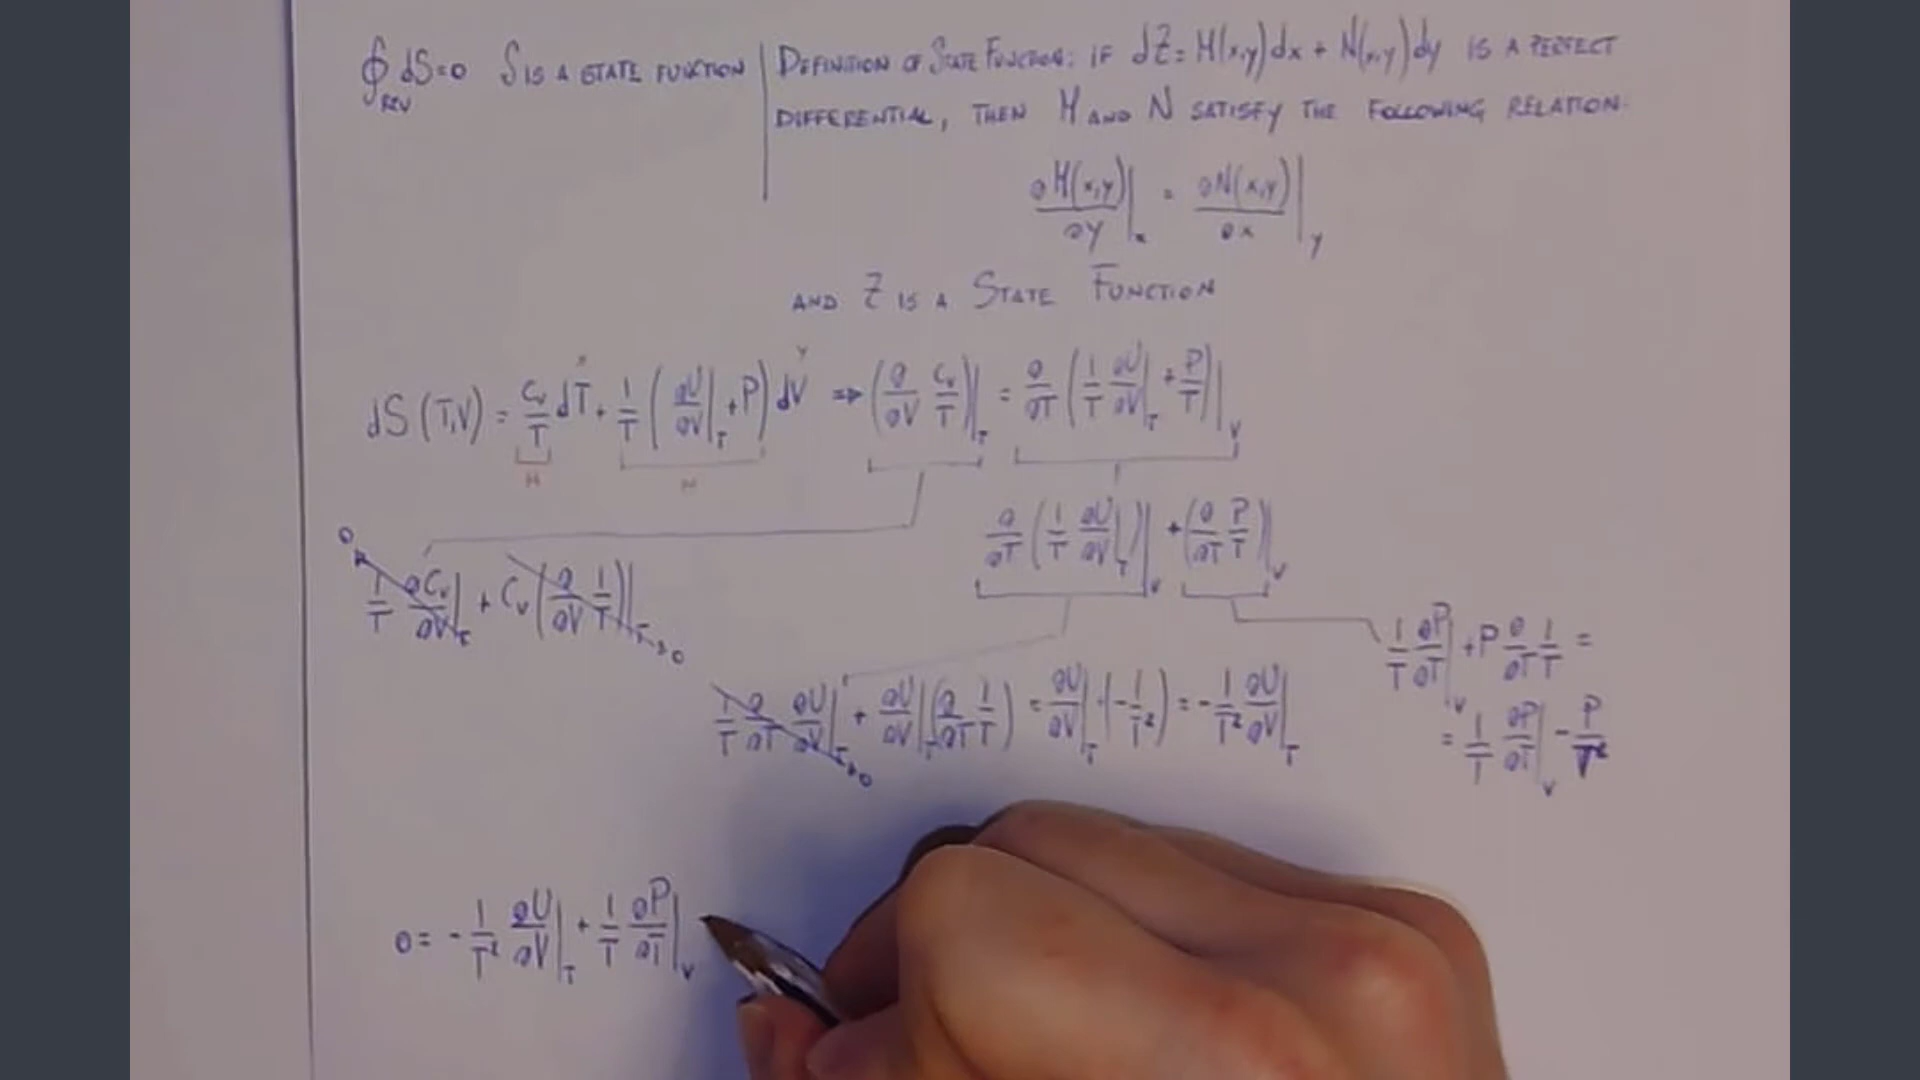 ∮REV dS=0 S IS A STATE FUNCTION | DEFINITION OF STATE FUNCTION: IF dZ= M(x,y)dx + N(x,y)dy IS A PERFECT
DIFFERENTIAL, THEN M AND N SATISFY THE FOLLOWING RELATION.
∂M(x,y)/∂y|x = ∂N(x,y)/∂x|y
AND Z IS A STATE FUNCTION
x y
dS(T,V) = Cv/T dT + 1/T (∂U/∂V|T + P) dV ⇒ (∂/∂V Cv/T)|T = ∂/∂T (1/T ∂U/∂V|T + P/T)|V
M N
∂/∂T (1/T ∂U/∂V|T)|V + (∂/∂T P/T)|V
0 1/T ∂Cv/∂V|T + Cv (∂/∂V 1/T)|T → 0
1/T ∂P/∂T|V + P ∂/∂T 1/T =
1/T ∂/∂T ∂U/∂V|T → 0 + ∂U/∂V|T (∂/∂T 1/T) = ∂U/∂V|T · (-1/T²) = - 1/T² ∂U/∂V|T
= 1/T ∂P/∂T|V - P/T²
0 = - 1/T² ∂U/∂V|T + 1/T ∂P/∂T|V